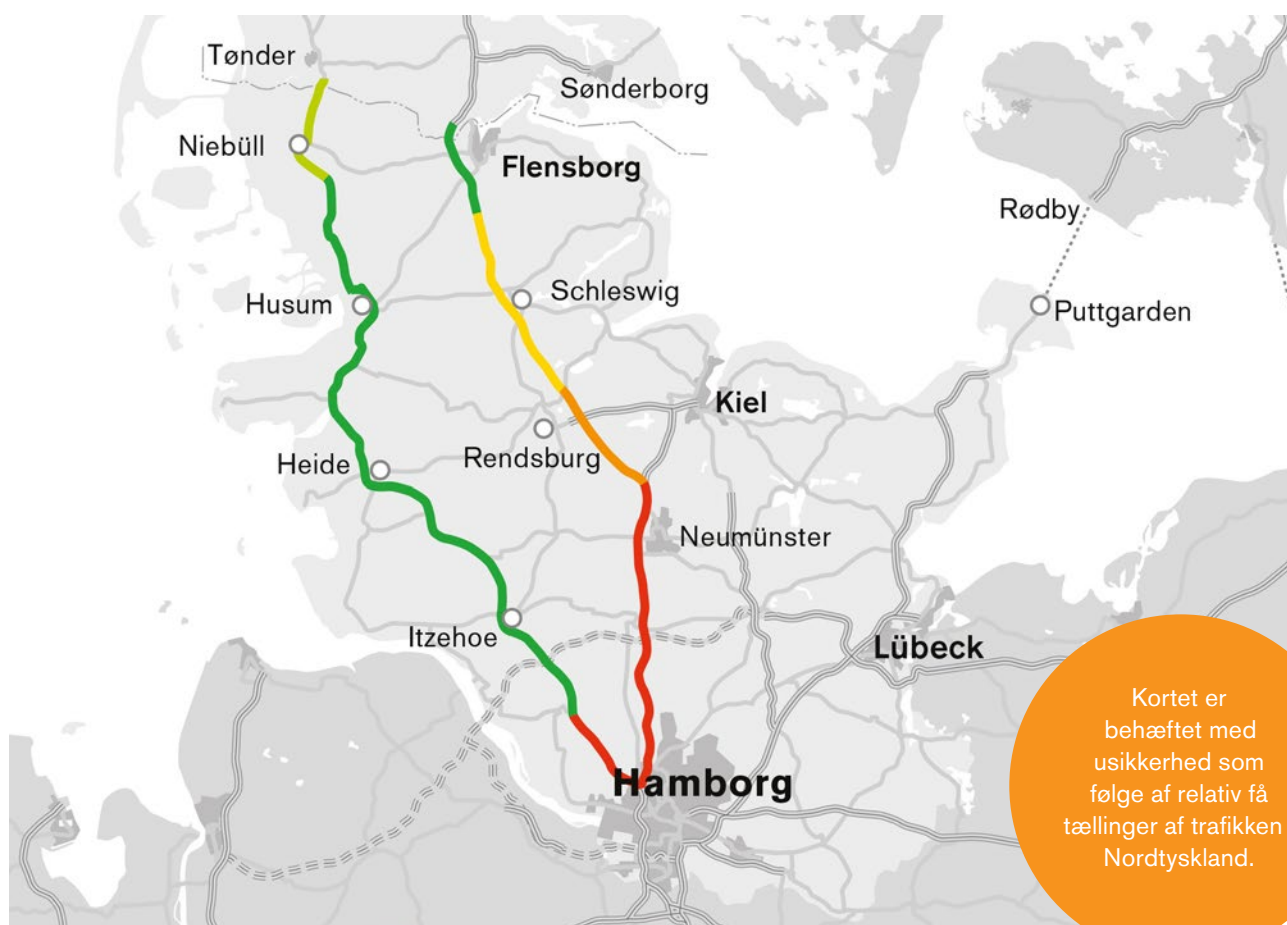 Tønder
Sønderborg
Niebüll
Flensborg
Rødby
Husum
Schleswig
Puttgarden
Kiel
Heide
Rendsburg
Neumünster
Itzehoe
Lübeck
Hamborg
Kortet er
behæftet med
usikkerhed som
følge af relativ få
tællinger af trafikken
Nordtyskland.